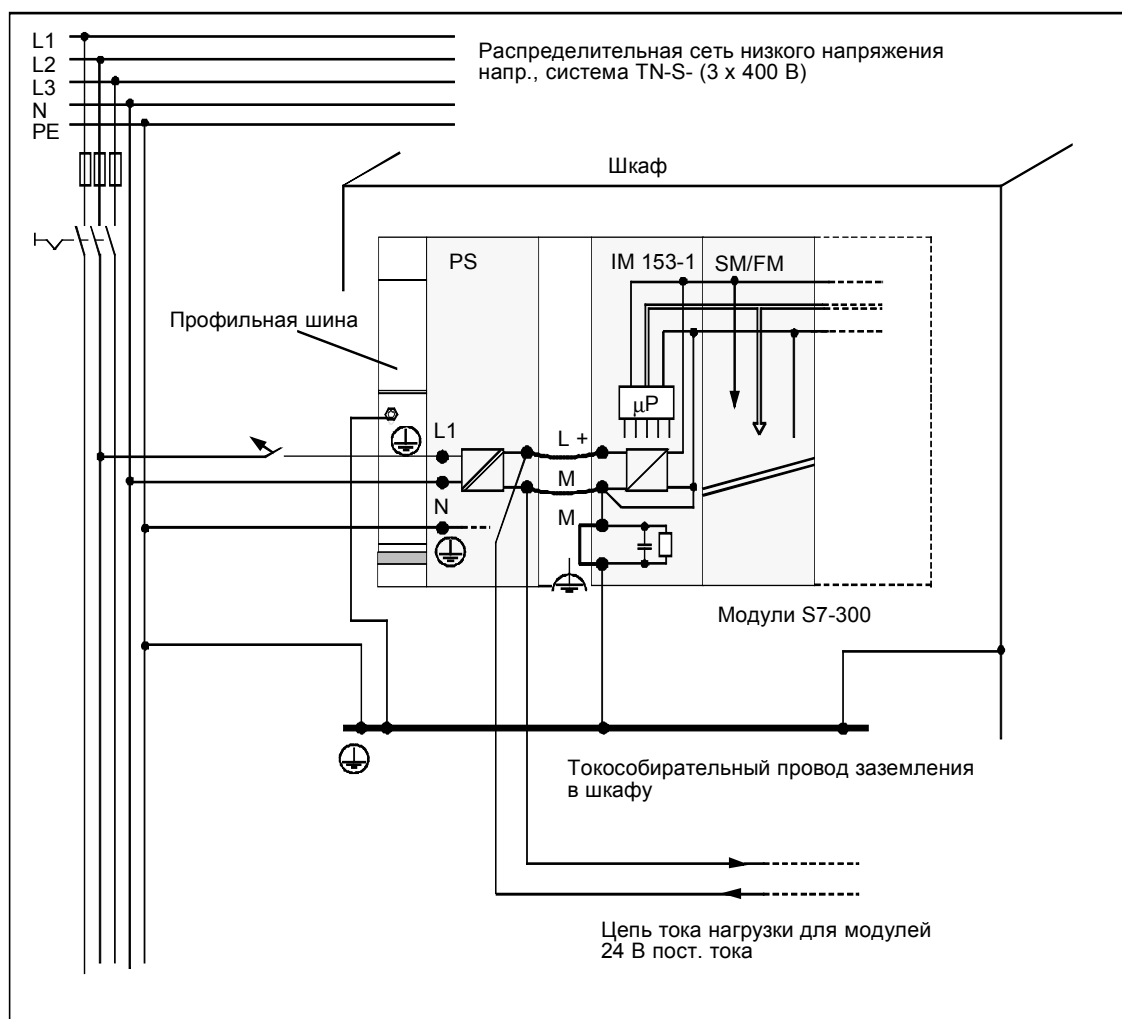 L1
L2
L3
N
PE
Распределительная сеть низкого напряжения
напр., система TN-S- (3 x 400 В)
Шкаф
PS
IM 153-1
SM/FM
Профильная шина
µP
L1
L +
M
N
M
Модули S7-300
Токособирательный провод заземления
в шкафу
Цепь тока нагрузки для модулей
24 В пост. тока